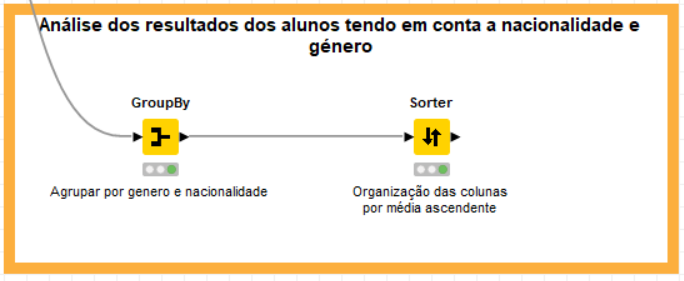 Análise dos resultados dos alunos tendo em conta a nacionalidade e
género
GroupBy
Sorter
Agrupar por genero e nacionalidade
Organização das colunas
por média ascendente